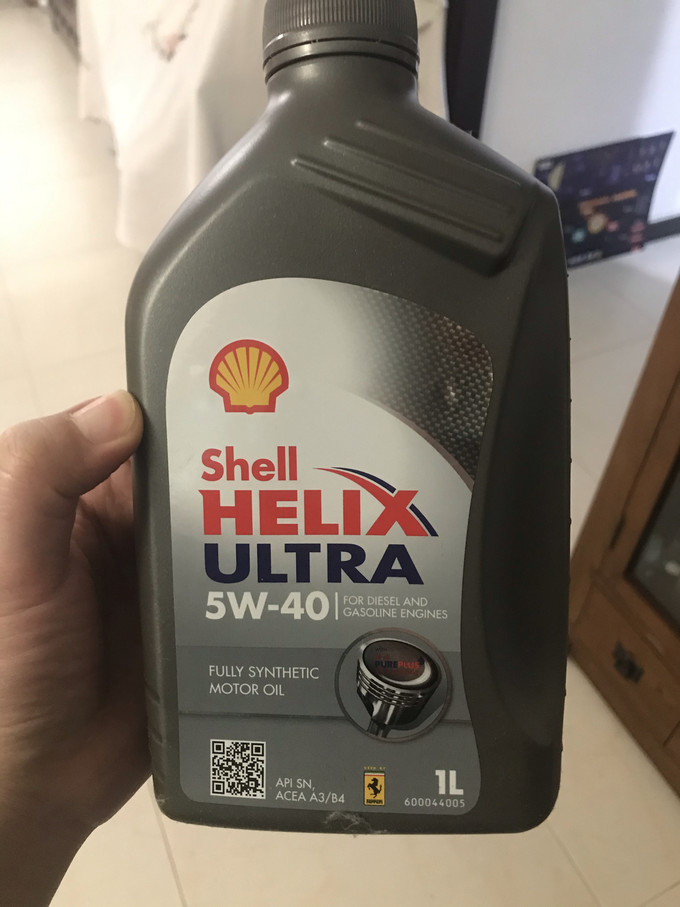 Shell
HELIX
ULTRA
5W-40
FOR DIESEL AND
GASOLINE ENGINES
PUREPLUS
FULLY SYNTHETIC
MOTOR OIL
API SN,
ACEA A3/B4
1L
600044005